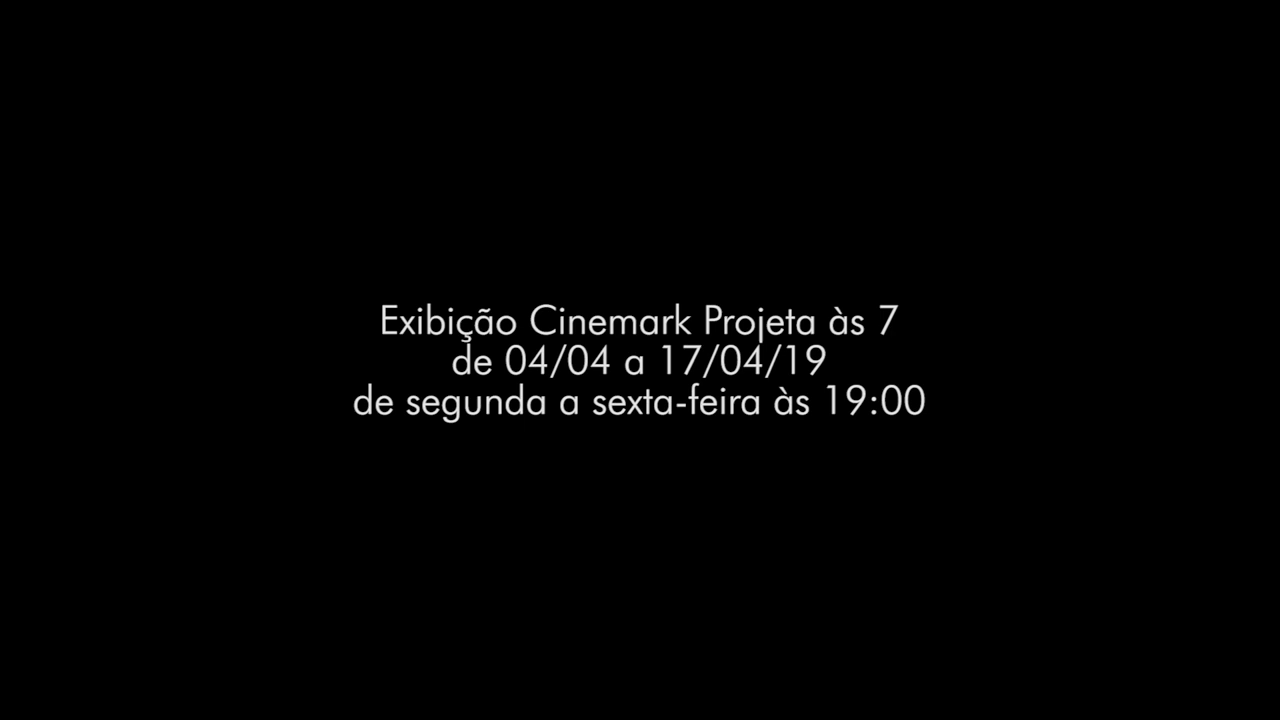 Exibição Cinemark Projeta às 7
de 04/04 a 17/04/19
de segunda a sexta-feira às 19:00